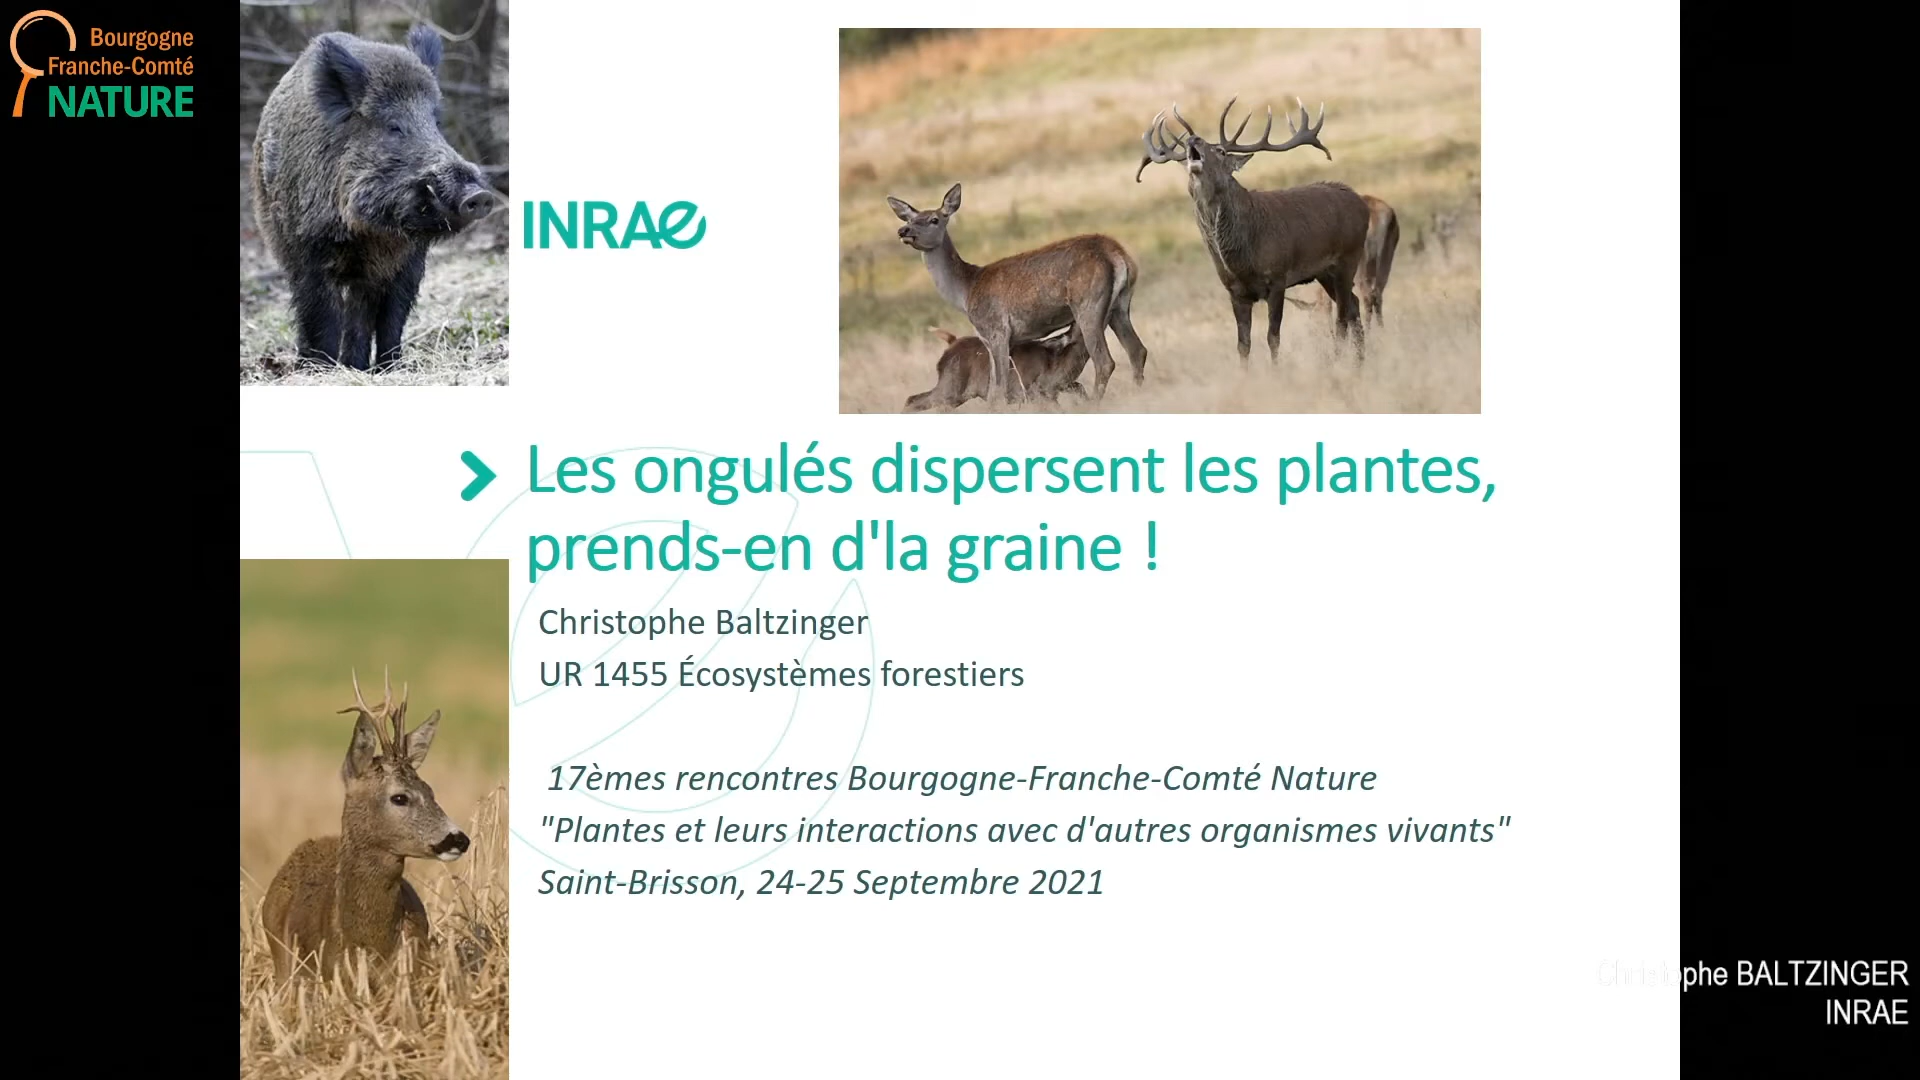 Bourgogne
Franche-Comté
NATURE
INRAE
Les ongulés dispersent les plantes,
prends-en d'la graine !
Christophe Baltzinger
UR 1455 Écosystèmes forestiers
17èmes rencontres Bourgogne-Franche-Comté Nature
"Plantes et leurs interactions avec d'autres organismes vivants"
Saint-Brisson, 24-25 Septembre 2021
Christophe BALTZINGER
INRAE